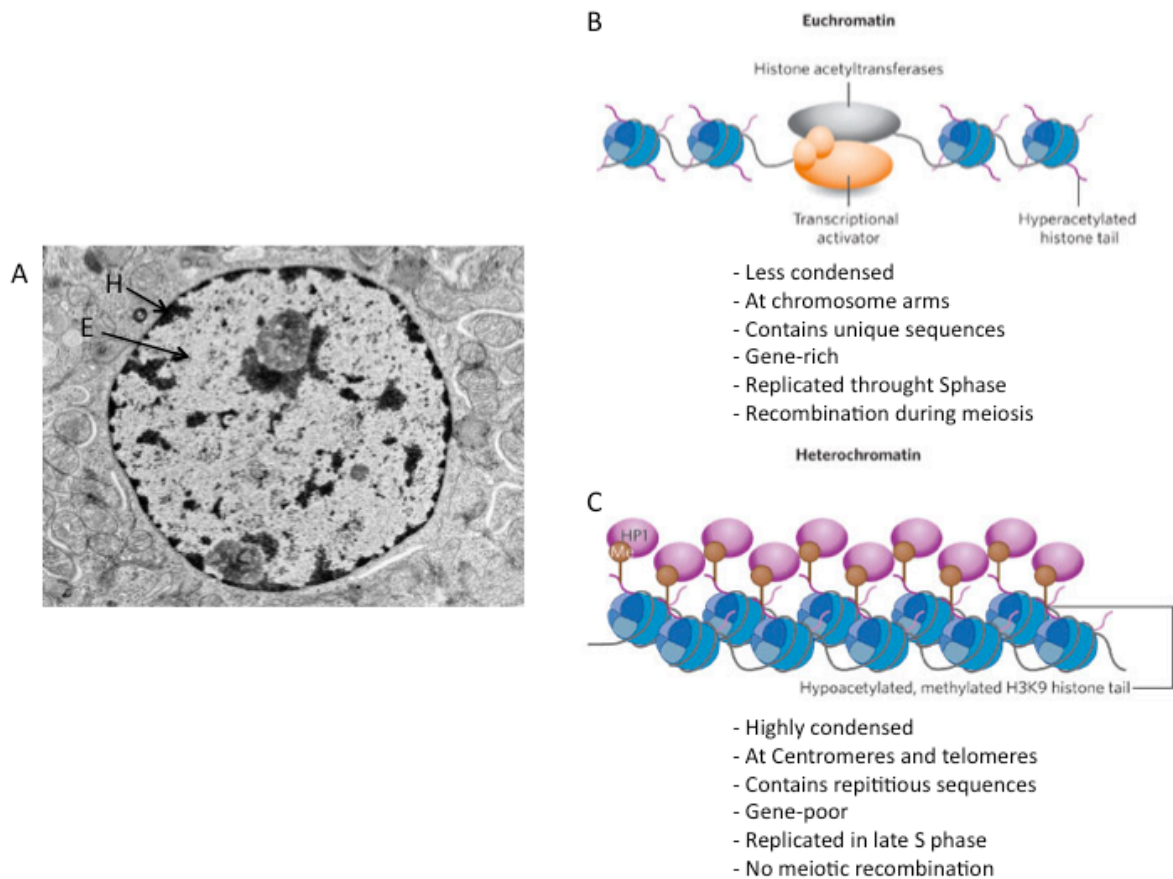 A
H
E
B
Euchromatin
Histone acetyltransferases
Transcriptional
activator
Hyperacetylated
histone tail
- Less condensed
- At chromosome arms
- Contains unique sequences
- Gene-rich
- Replicated throught Sphase
- Recombination during meiosis
Heterochromatin
C
HP1
Me
Hypoacetylated, methylated H3K9 histone tail
- Highly condensed
- At Centromeres and telomeres
- Contains repititious sequences
- Gene-poor
- Replicated in late S phase
- No meiotic recombination